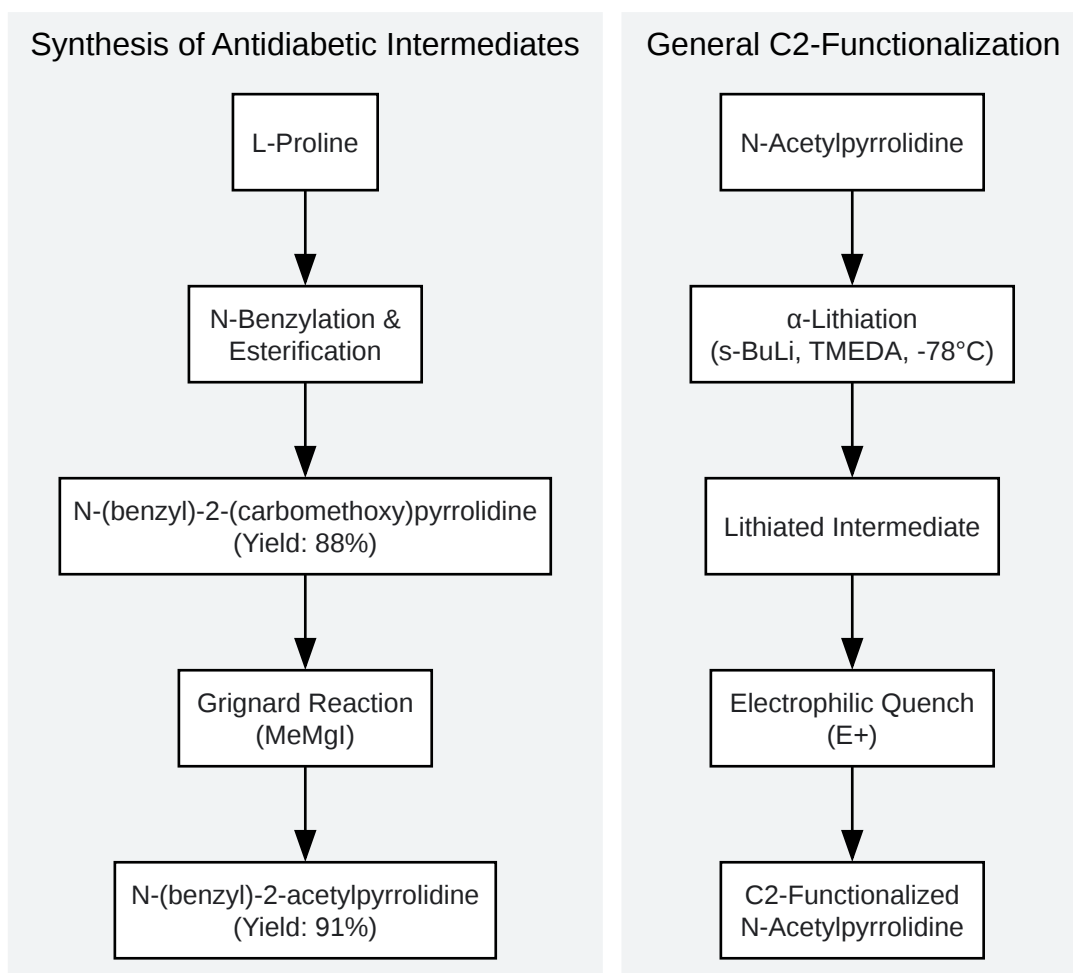 Synthesis of Antidiabetic Intermediates
L-Proline
N-Benzylation &
Esterification
N-(benzyl)-2-(carbomethoxy)pyrrolidine
(Yield: 88%)
Grignard Reaction
(MeMgI)
N-(benzyl)-2-acetylpyrrolidine
(Yield: 91%)
General C2-Functionalization
N-Acetylpyrrolidine
α-Lithiation
(s-BuLi, TMEDA, -78°C)
Lithiated Intermediate
Electrophilic Quench
(E+)
C2-Functionalized
N-Acetylpyrrolidine